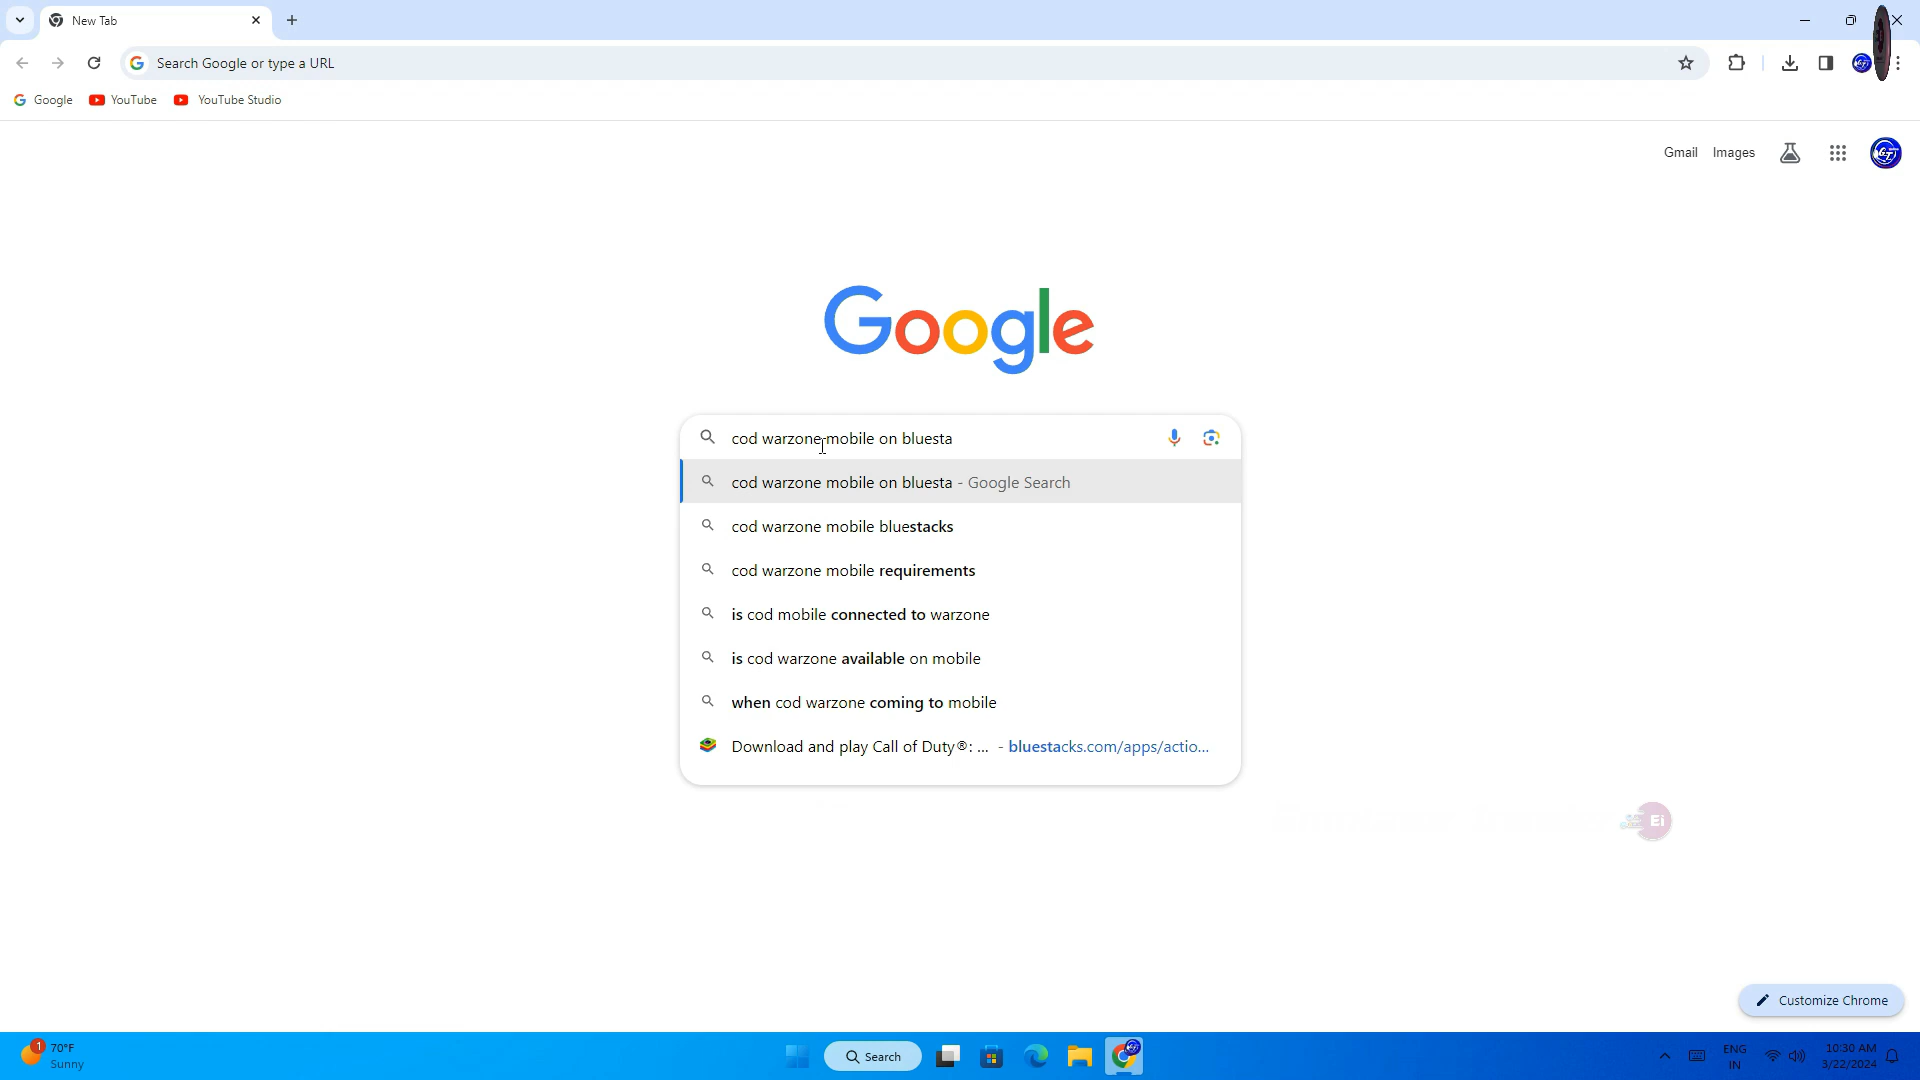 New Tab
Search Google or type a URL
Google YouTube YouTube Studio
Gmail Images
Google
cod warzone mobile on bluesta
cod warzone mobile on bluesta - Google Search
cod warzone mobile bluestacks
cod warzone mobile requirements
is cod mobile connected to warzone
is cod warzone available on mobile
when cod warzone coming to mobile
Download and play Call of Duty®: ... - bluestacks.com/apps/actio...
Ei
Customize Chrome
1
70°F
Sunny
Search
ENG
IN
10:30 AM
3/22/2024